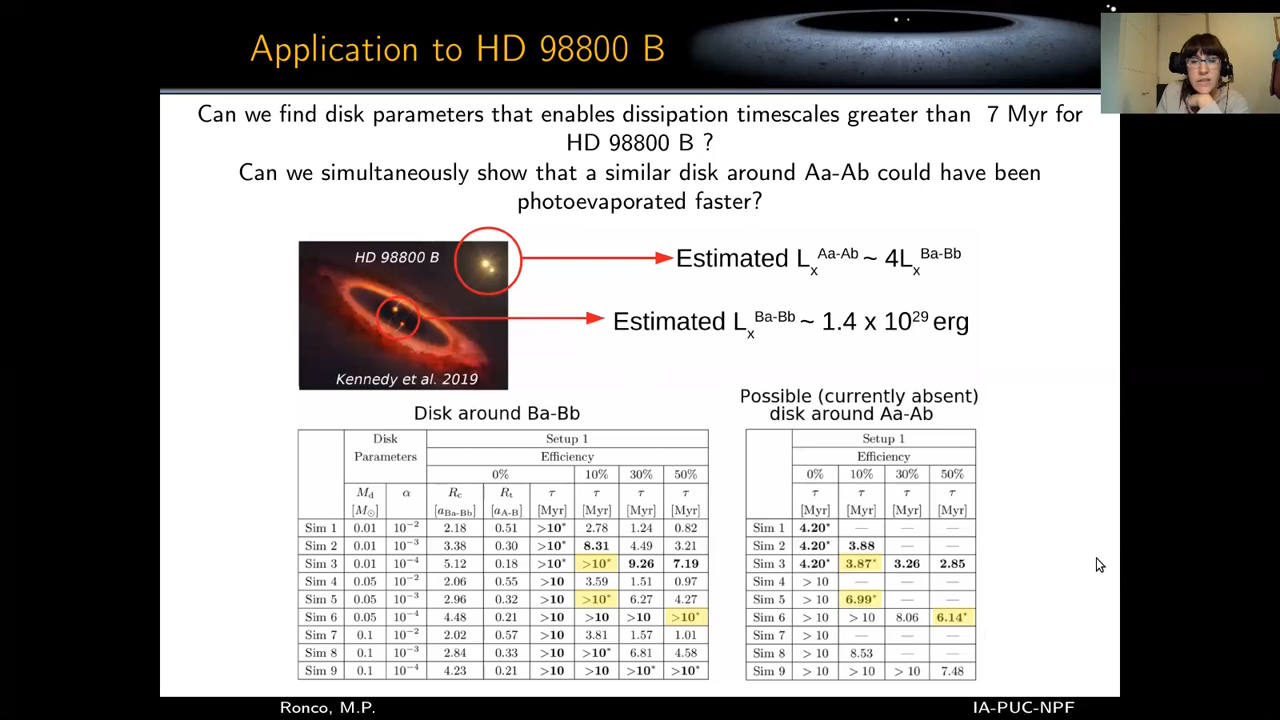 Application to HD 98800 B
Can we find disk parameters that enables dissipation timescales greater than 7 Myr for
HD 98800 B ?
Can we simultaneously show that a similar disk around Aa-Ab could have been
photoevaporated faster?
HD 98800 B
Kennedy et al. 2019
Estimated Lₓ^Aa-Ab ~ 4Lₓ^Ba-Bb
Estimated Lₓ^Ba-Bb ~ 1.4 x 10²⁹ erg
Disk around Ba-Bb
Disk Setup 1
Parameters Efficiency
0% 10% 30% 50%
M_d α R_c R_t τ τ τ τ
[M_⊙] [a_Ba-Bb] [a_A-B] [Myr] [Myr] [Myr] [Myr]
Sim 1 0.01 10⁻² 2.18 0.51 >10* 2.78 1.24 0.82
Sim 2 0.01 10⁻³ 3.38 0.30 >10* 8.31 4.49 3.21
Sim 3 0.01 10⁻⁴ 5.12 0.18 >10* >10* 9.26 7.19
Sim 4 0.05 10⁻² 2.06 0.55 >10 3.59 1.51 0.97
Sim 5 0.05 10⁻³ 2.96 0.32 >10 >10* 6.27 4.27
Sim 6 0.05 10⁻⁴ 4.48 0.21 >10 >10 >10 >10*
Sim 7 0.1 10⁻² 2.02 0.57 >10 3.81 1.57 1.01
Sim 8 0.1 10⁻³ 2.84 0.33 >10 >10* 6.81 4.58
Sim 9 0.1 10⁻⁴ 4.23 0.21 >10 >10 >10* >10*
Possible (currently absent)
disk around Aa-Ab
Setup 1
Efficiency
0% 10% 30% 50%
τ τ τ τ
[Myr] [Myr] [Myr] [Myr]
Sim 1 4.20* — — —
Sim 2 4.20* 3.88 — —
Sim 3 4.20* 3.87* 3.26 2.85
Sim 4 > 10 — — —
Sim 5 > 10 6.99* — —
Sim 6 > 10 > 10 8.06 6.14*
Sim 7 > 10 — — —
Sim 8 > 10 8.53 — —
Sim 9 > 10 > 10 > 10 7.48
Ronco, M.P.
IA-PUC-NPF